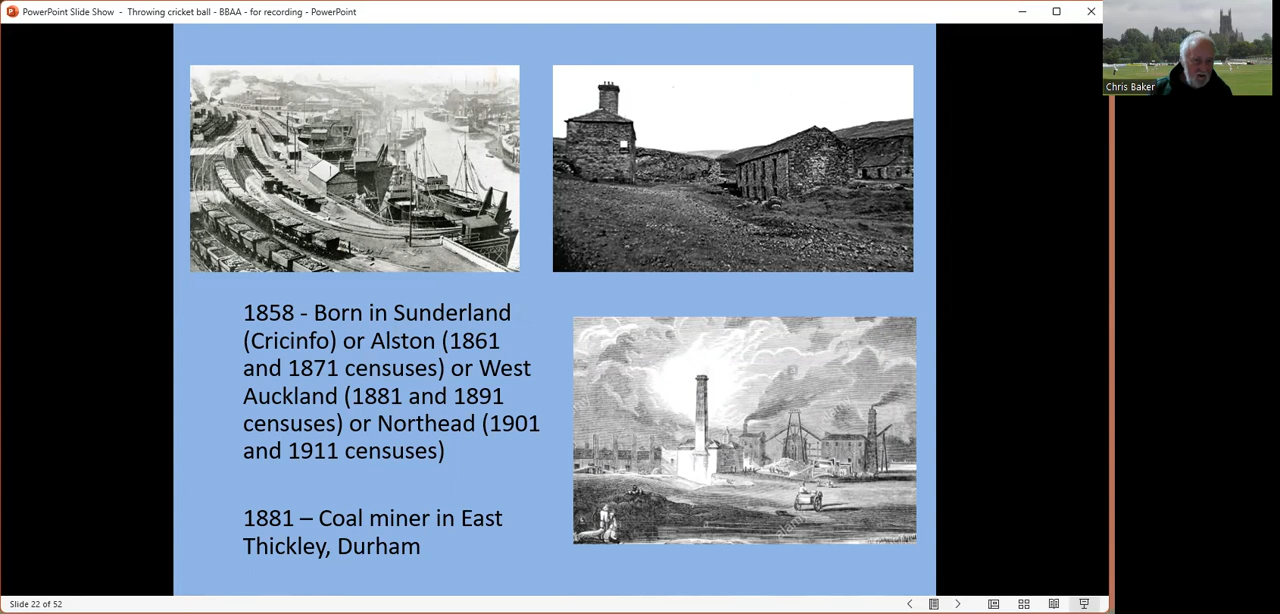 PowerPoint Slide Show - Throwing cricket ball - BBAA - for recording - PowerPoint
Chris Baker
1858 - Born in Sunderland
(Cricinfo) or Alston (1861
and 1871 censuses) or West
Auckland (1881 and 1891
censuses) or Northead (1901
and 1911 censuses)
1881 – Coal miner in East
Thickley, Durham
alamy
Slide 22 of 52